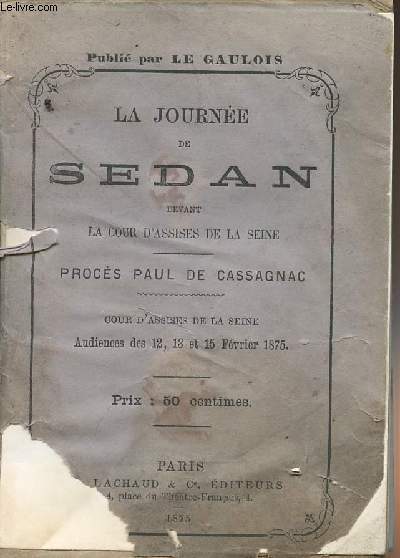 Publié par LE GAULOIS
LA JOURNÉE
DE
SEDAN
DEVANT
LA COUR D'ASSISES DE LA SEINE
PROCÈS PAUL DE CASSAGNAC
COUR D'ASSISES DE LA SEINE
Audiences des 12, 13 et 15 Février 1875.
Prix : 50 centimes.
PARIS
LACHAUD & Cie, ÉDITEURS
4, place du Théâtre-Français, 4.
1875
© le-livre.com